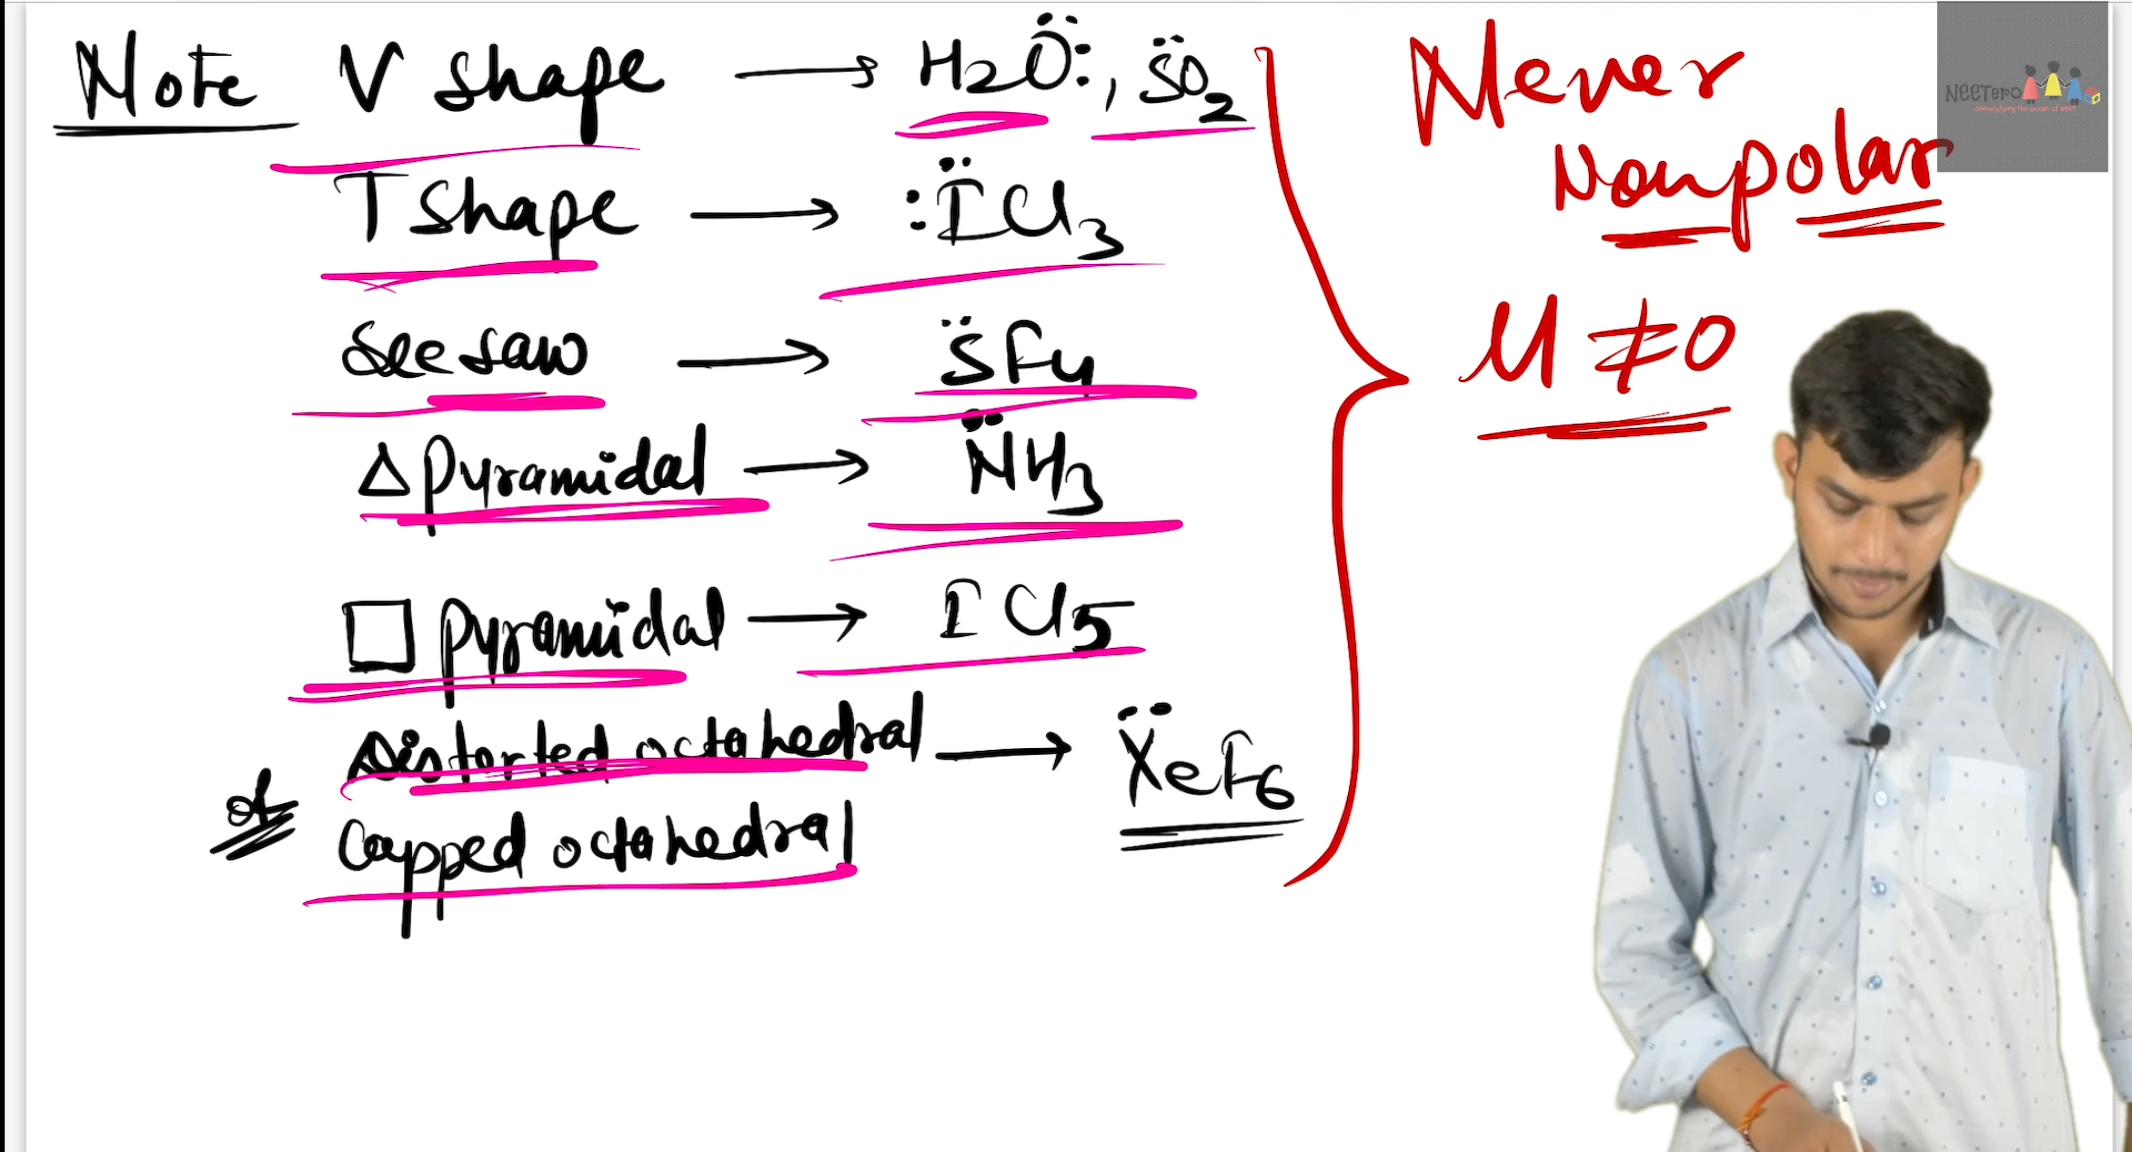 Note V shape → H2O, SO2
T shape → ICl3
See saw → SF4
Δ pyramidal → NH3
□ pyramidal → ICl5
Distorted octahedral → XeF6
or
Capped octahedral
Never
Nonpolar
μ ≠ 0
NEETepo